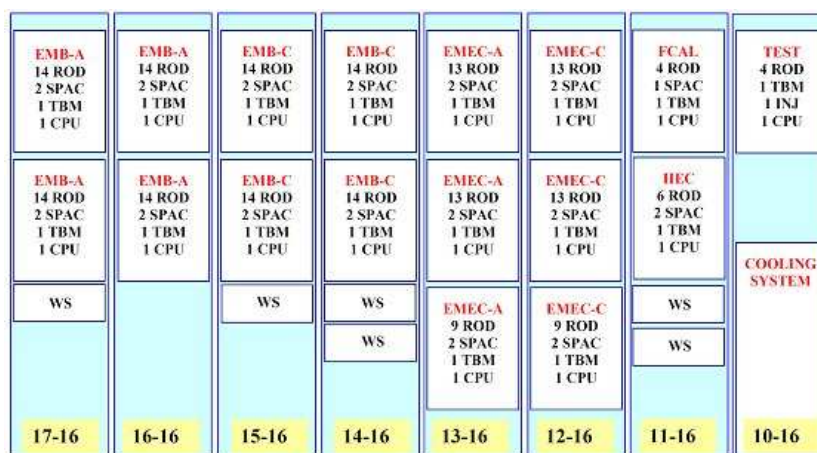 EMB-A
14 ROD
2 SPAC
1 TBM
1 CPU
EMB-A
14 ROD
2 SPAC
1 TBM
1 CPU
WS
17-16
EMB-A
14 ROD
2 SPAC
1 TBM
1 CPU
EMB-A
14 ROD
2 SPAC
1 TBM
1 CPU
16-16
EMB-C
14 ROD
2 SPAC
1 TBM
1 CPU
EMB-C
14 ROD
2 SPAC
1 TBM
1 CPU
WS
15-16
EMB-C
14 ROD
2 SPAC
1 TBM
1 CPU
EMB-C
14 ROD
2 SPAC
1 TBM
1 CPU
WS
WS
14-16
EMEC-A
13 ROD
2 SPAC
1 TBM
1 CPU
EMEC-A
13 ROD
2 SPAC
1 TBM
1 CPU
EMEC-A
9 ROD
2 SPAC
1 TBM
1 CPU
13-16
EMEC-C
13 ROD
2 SPAC
1 TBM
1 CPU
EMEC-C
13 ROD
2 SPAC
1 TBM
1 CPU
EMEC-C
9 ROD
2 SPAC
1 TBM
1 CPU
12-16
FCAL
4 ROD
1 SPAC
1 TBM
1 CPU
HEC
6 ROD
2 SPAC
1 TBM
1 CPU
WS
WS
11-16
TEST
4 ROD
1 TBM
1 INJ
1 CPU
COOLING
SYSTEM
10-16